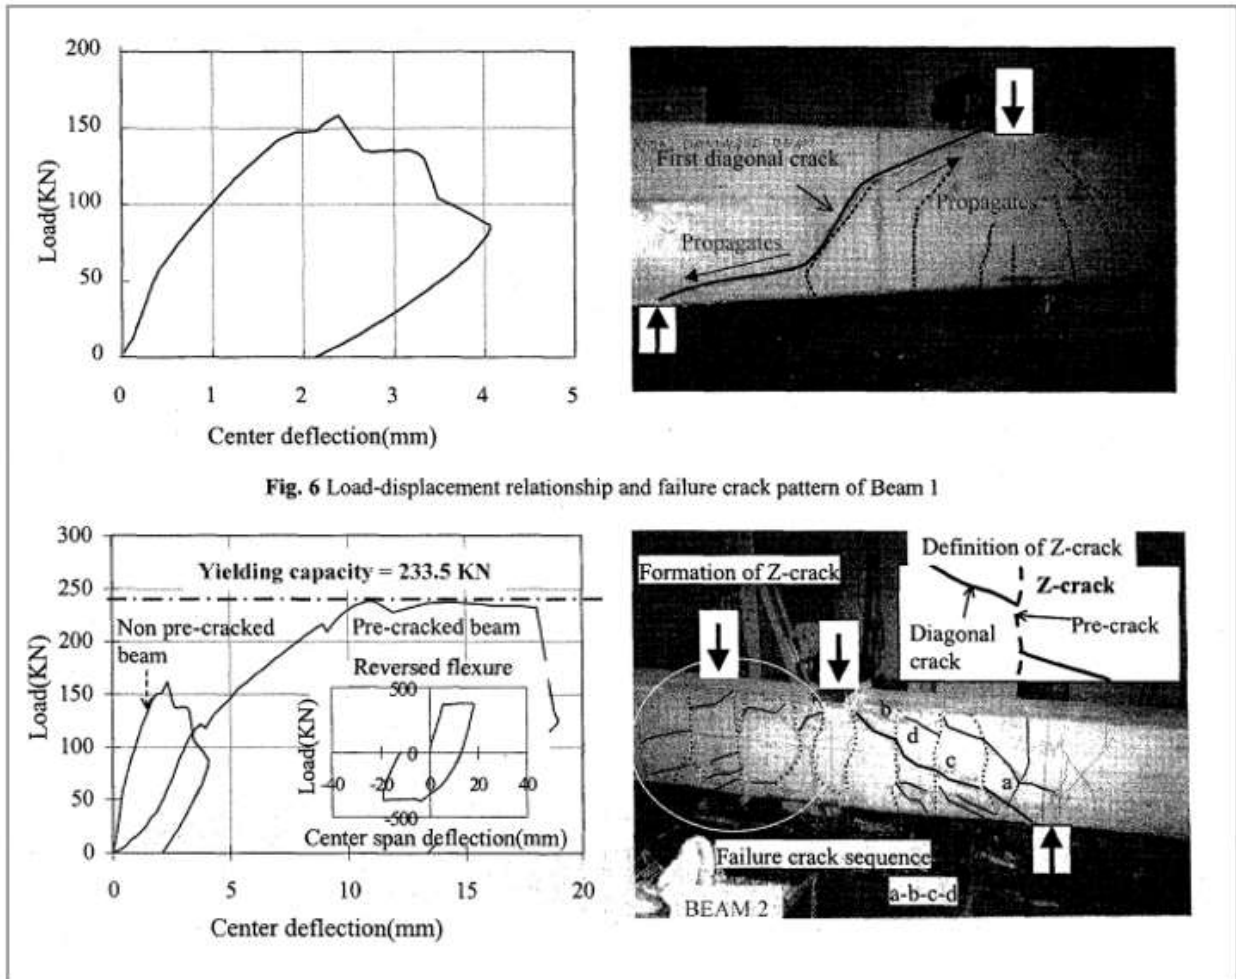 200
150
100
50
0
Load(KN)
0 1 2 3 4 5
Center deflection(mm)
First diagonal crack
Propagates
Propagates
Fig. 6 Load-displacement relationship and failure crack pattern of Beam 1
300
250
200
150
100
50
0
Load(KN)
Yielding capacity = 233.5 KN
Non pre-cracked
beam
Pre-cracked beam
Reversed flexure
500
0
-500
Load(KN)
-40 -20 0 20 40
Center span deflection(mm)
0 5 10 15 20
Center deflection(mm)
Formation of Z-crack
Definition of Z-crack
Z-crack
Diagonal
crack
Pre-crack
b
d
c
a
Failure crack sequence
a-b-c-d
BEAM 2